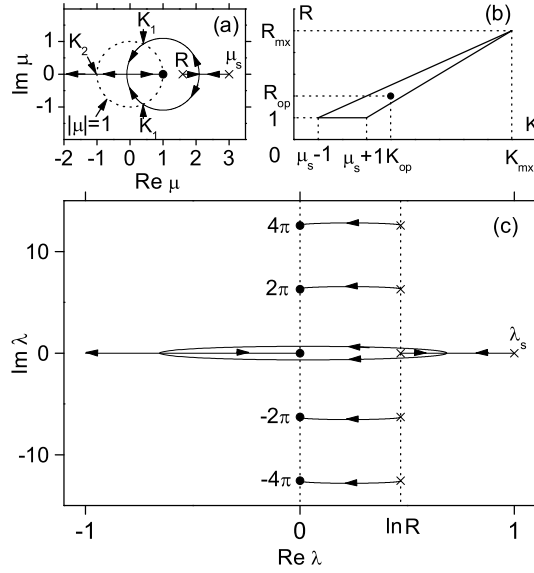 (a)
K₁
K₂
R
μₛ
1
0
-1
|μ|=1
K₁
-2 -1 0 1 2 3
Re μ
Im μ
R
(b)
Rₘₓ
Rₒₚ
1
0
μₛ-1
μₛ+1
Kₒₚ
Kₘₓ
K
(c)
10
0
-10
Im λ
4π
2π
-2π
-4π
λₛ
-1
0
lnR
1
Re λ